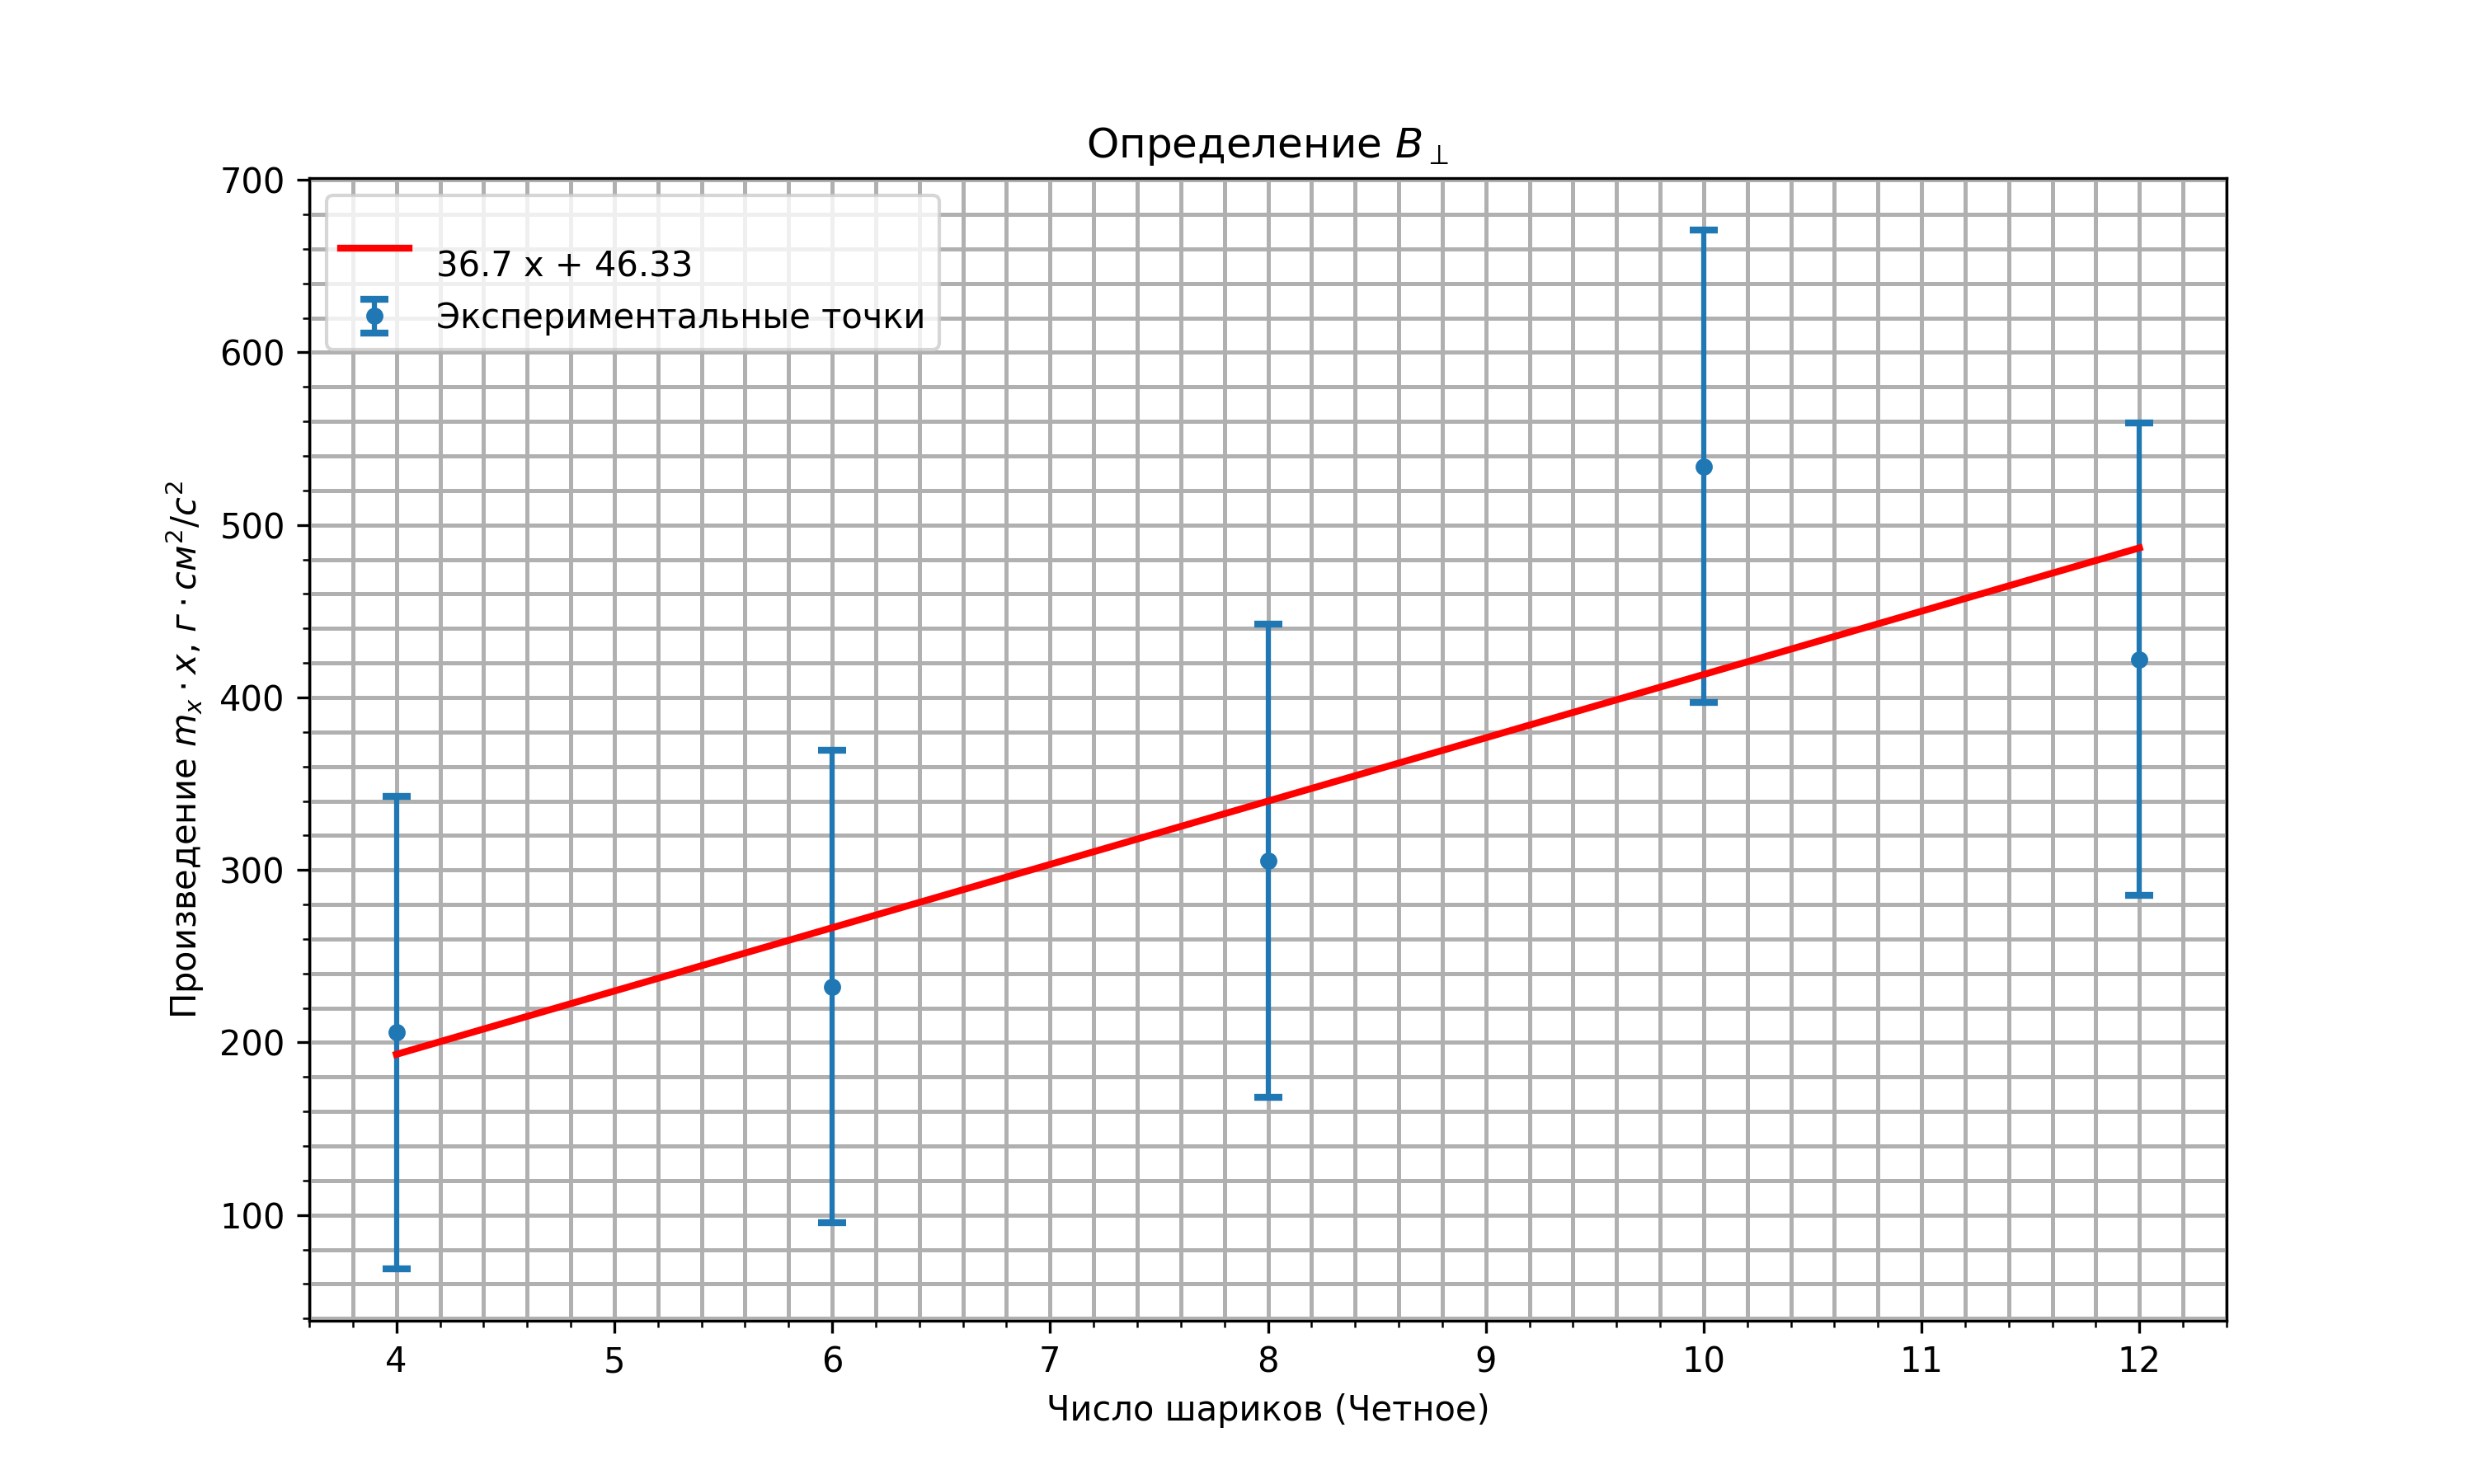 Определение B⊥
700
600
500
400
300
200
100
36.7 x + 46.33
Экспериментальные точки
Произведение mₓ · x, г · см²/с²
4 5 6 7 8 9 10 11 12
Число шариков (Четное)